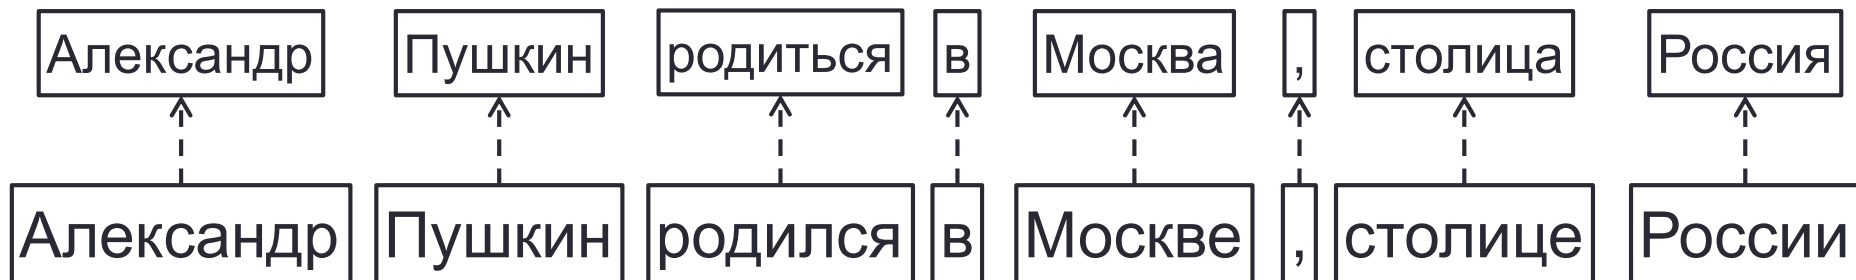 Александр Пушкин родиться в Москва , столица Россия
Александр Пушкин родился в Москве , столице России